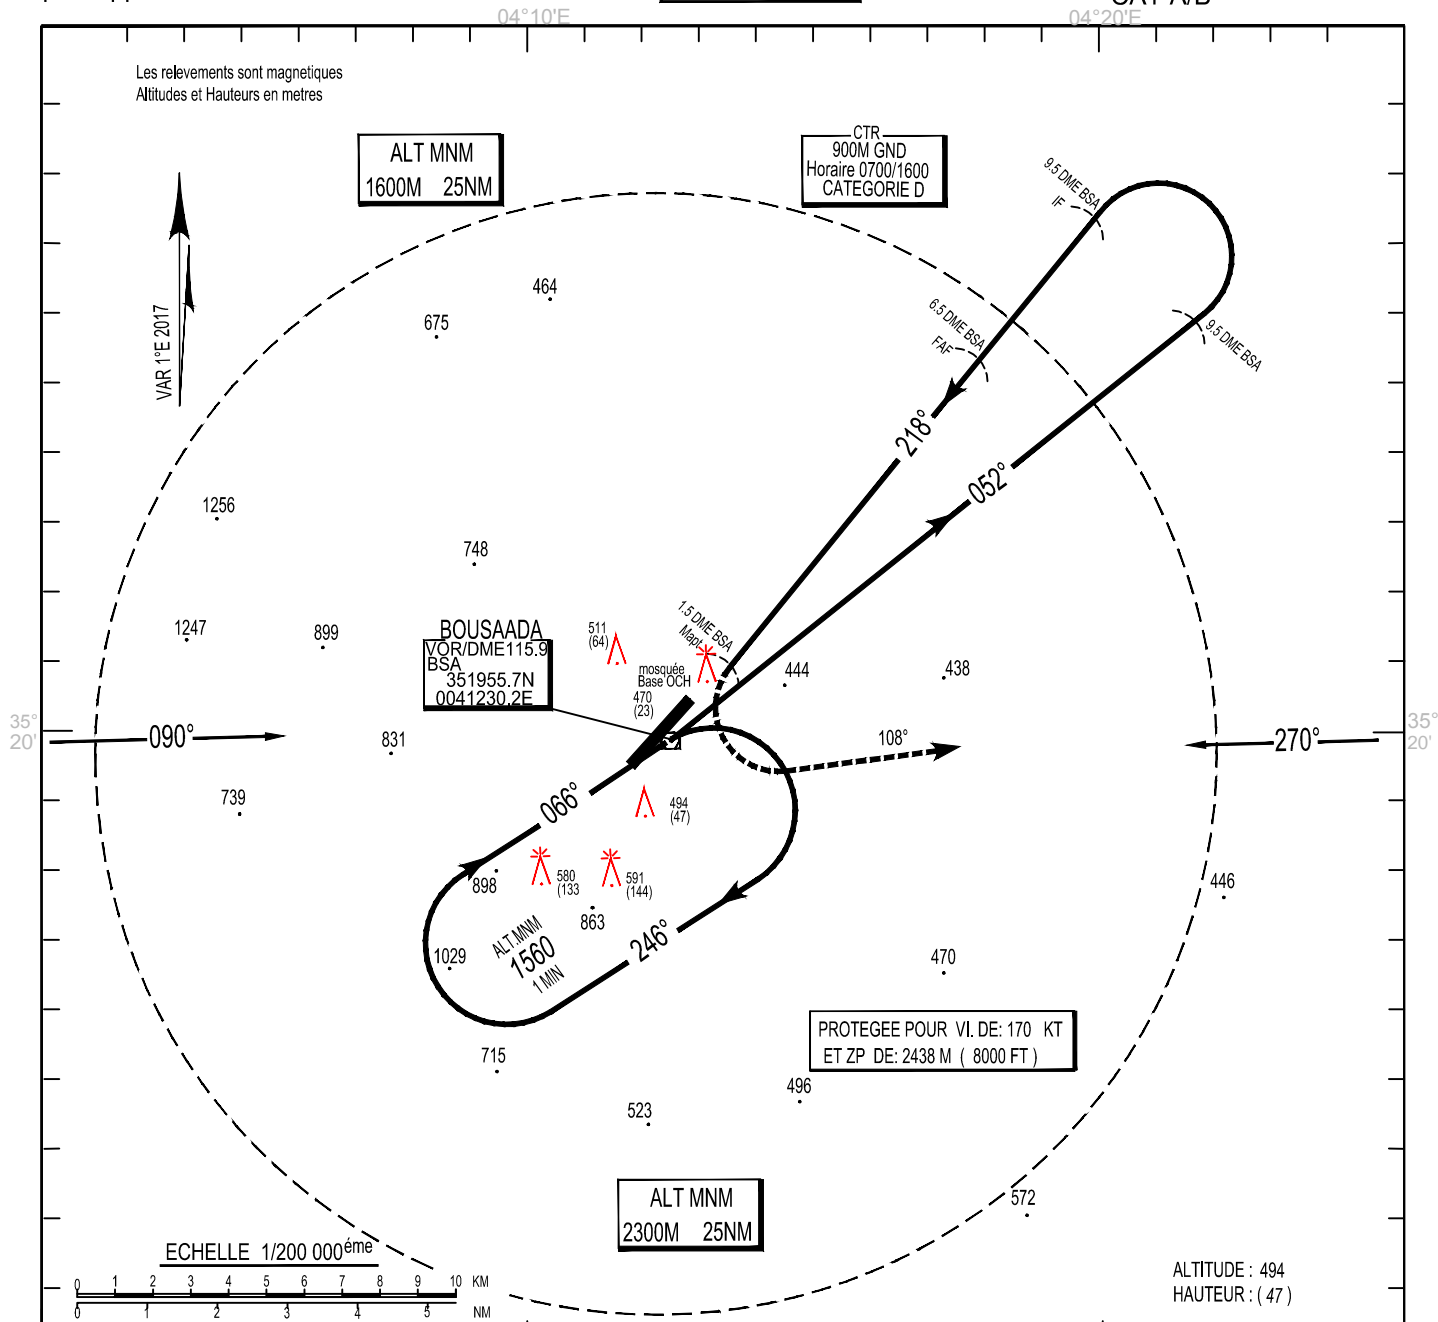 04°10'E
04°20'E
Les relevements sont magnetiques
Altitudes et Hauteurs en metres
ALT MNM
1600M 25NM
CTR
900M GND
Horaire 0700/1600
CATEGORIE D
9.5 DME BSA
IF
6.5 DME BSA
FAF
9.5 DME BSA
VAR 1°E 2017
464
675
218°
052°
1256
748
1247
899
BOUSAADA
VOR/DME115.9
BSA
351955.7N
0041230.2E
511
(64)
1.5 DME BSA
Mapt
mosquée
Base OCH
470
(23)
444
438
35°
20'
35°
20'
090°
831
108°
270°
739
066°
494
(47)
898
580
(133
591
(144)
863
446
ALT.MNM
1560
1 MIN
246°
1029
470
PROTEGEE POUR VI. DE: 170 KT
ET ZP DE: 2438 M ( 8000 FT )
715
496
523
ALT MNM
2300M 25NM
572
ECHELLE 1/200 000éme
0 1 2 3 4 5 6 7 8 9 10 KM
0 1 2 3 4 5 NM
ALTITUDE : 494
HAUTEUR : ( 47 )